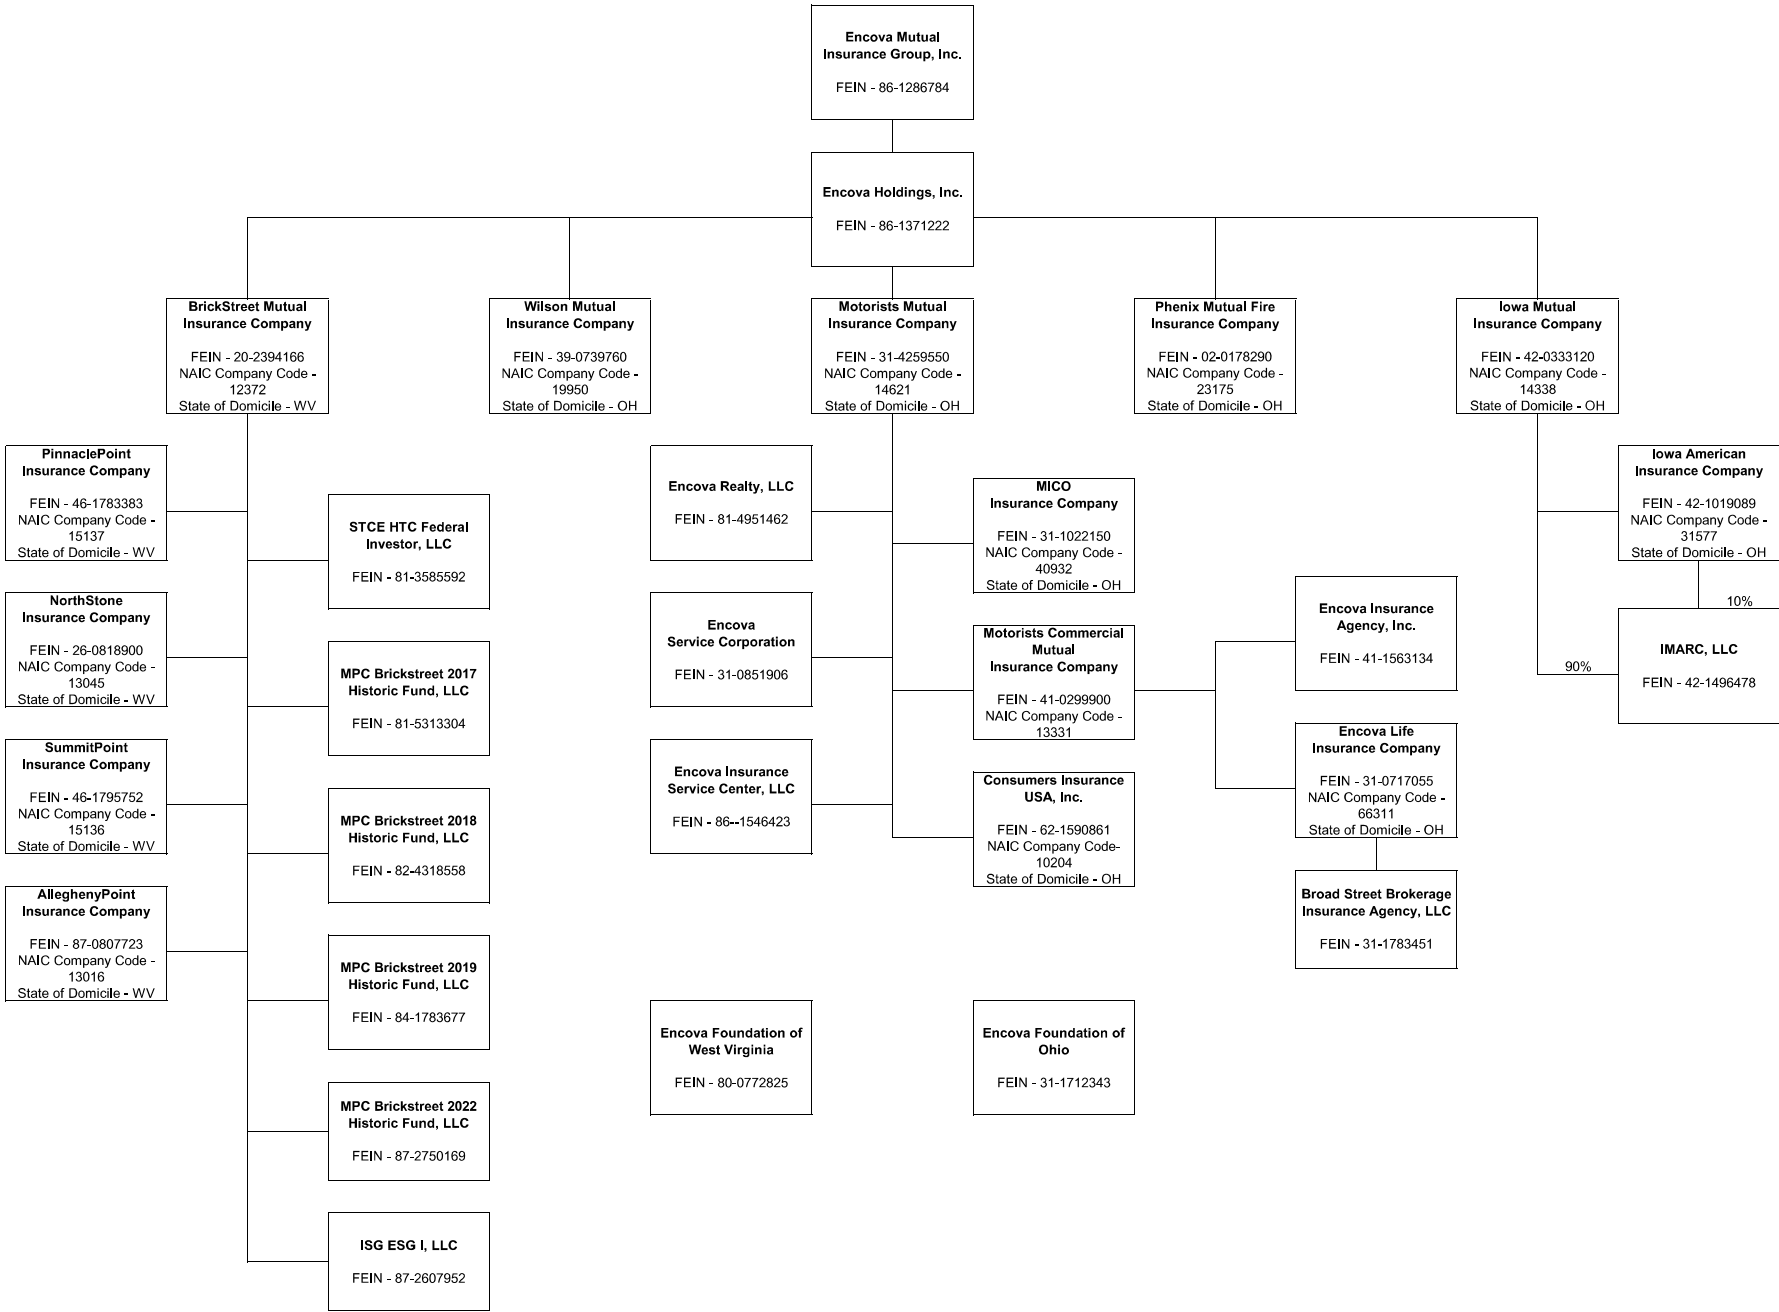 Encova Mutual
Insurance Group, Inc.
FEIN - 86-1286784
Encova Holdings, Inc.
FEIN - 86-1371222
BrickStreet Mutual
Insurance Company
FEIN - 20-2394166
NAIC Company Code -
12372
State of Domicile - WV
Wilson Mutual
Insurance Company
FEIN - 39-0739760
NAIC Company Code -
19950
State of Domicile - OH
Motorists Mutual
Insurance Company
FEIN - 31-4259550
NAIC Company Code -
14621
State of Domicile - OH
Phenix Mutual Fire
Insurance Company
FEIN - 02-0178290
NAIC Company Code -
23175
State of Domicile - OH
Iowa Mutual
Insurance Company
FEIN - 42-0333120
NAIC Company Code -
14338
State of Domicile - OH
PinnaclePoint
Insurance Company
FEIN - 46-1783383
NAIC Company Code -
15137
State of Domicile - WV
NorthStone
Insurance Company
FEIN - 26-0818900
NAIC Company Code -
13045
State of Domicile - WV
SummitPoint
Insurance Company
FEIN - 46-1795752
NAIC Company Code -
15136
State of Domicile - WV
AlleghenyPoint
Insurance Company
FEIN - 87-0807723
NAIC Company Code -
13016
State of Domicile - WV
STCE HTC Federal
Investor, LLC
FEIN - 81-3585592
MPC Brickstreet 2017
Historic Fund, LLC
FEIN - 81-5313304
MPC Brickstreet 2018
Historic Fund, LLC
FEIN - 82-4318558
MPC Brickstreet 2019
Historic Fund, LLC
FEIN - 84-1783677
MPC Brickstreet 2022
Historic Fund, LLC
FEIN - 87-2750169
ISG ESG I, LLC
FEIN - 87-2607952
Encova Realty, LLC
FEIN - 81-4951462
Encova
Service Corporation
FEIN - 31-0851906
Encova Insurance
Service Center, LLC
FEIN - 86--1546423
MICO
Insurance Company
FEIN - 31-1022150
NAIC Company Code -
40932
State of Domicile - OH
Motorists Commercial
Mutual
Insurance Company
FEIN - 41-0299900
NAIC Company Code -
13331
Consumers Insurance
USA, Inc.
FEIN - 62-1590861
NAIC Company Code-
10204
State of Domicile - OH
Encova Insurance
Agency, Inc.
FEIN - 41-1563134
Encova Life
Insurance Company
FEIN - 31-0717055
NAIC Company Code -
66311
State of Domicile - OH
Broad Street Brokerage
Insurance Agency, LLC
FEIN - 31-1783451
Iowa American
Insurance Company
FEIN - 42-1019089
NAIC Company Code -
31577
State of Domicile - OH
10%
90%
IMARC, LLC
FEIN - 42-1496478
Encova Foundation of
West Virginia
FEIN - 80-0772825
Encova Foundation of
Ohio
FEIN - 31-1712343